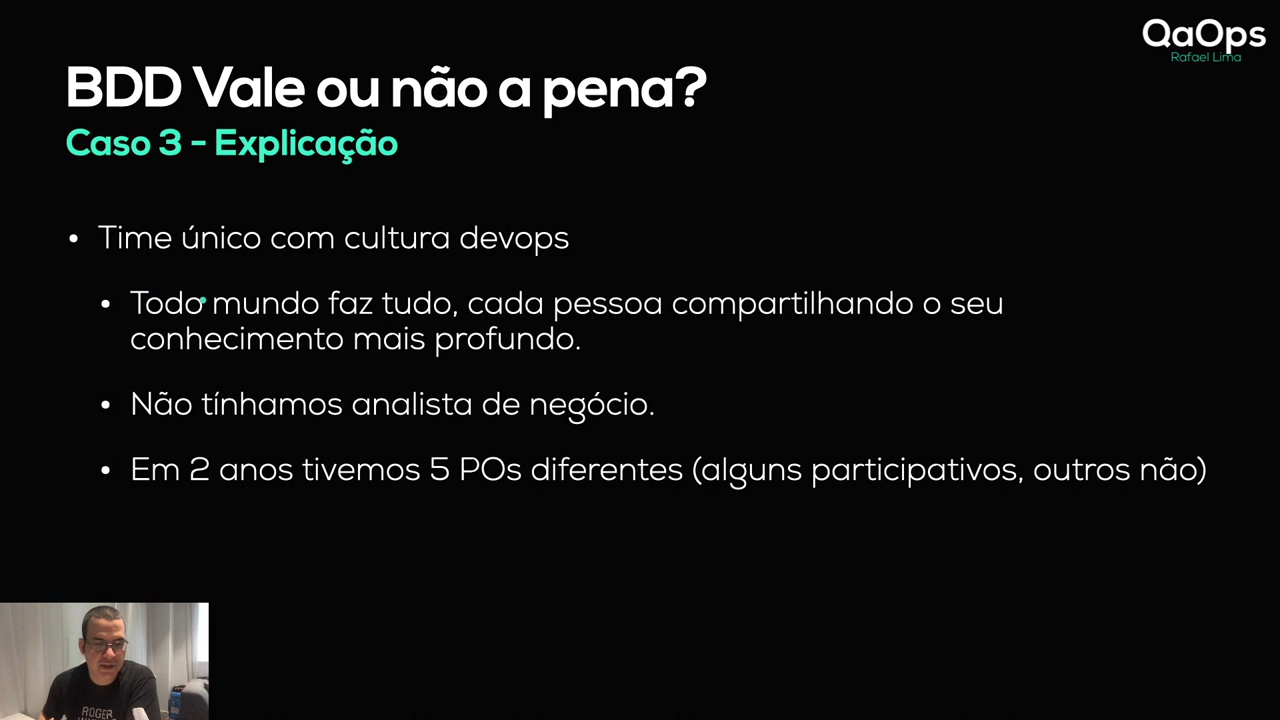 QaOps
Rafael Lima
BDD Vale ou não a pena?
Caso 3 - Explicação
• Time único com cultura devops
• Todo mundo faz tudo, cada pessoa compartilhando o seu
conhecimento mais profundo.
• Não tínhamos analista de negócio.
• Em 2 anos tivemos 5 POs diferentes (alguns participativos, outros não)
ROGER